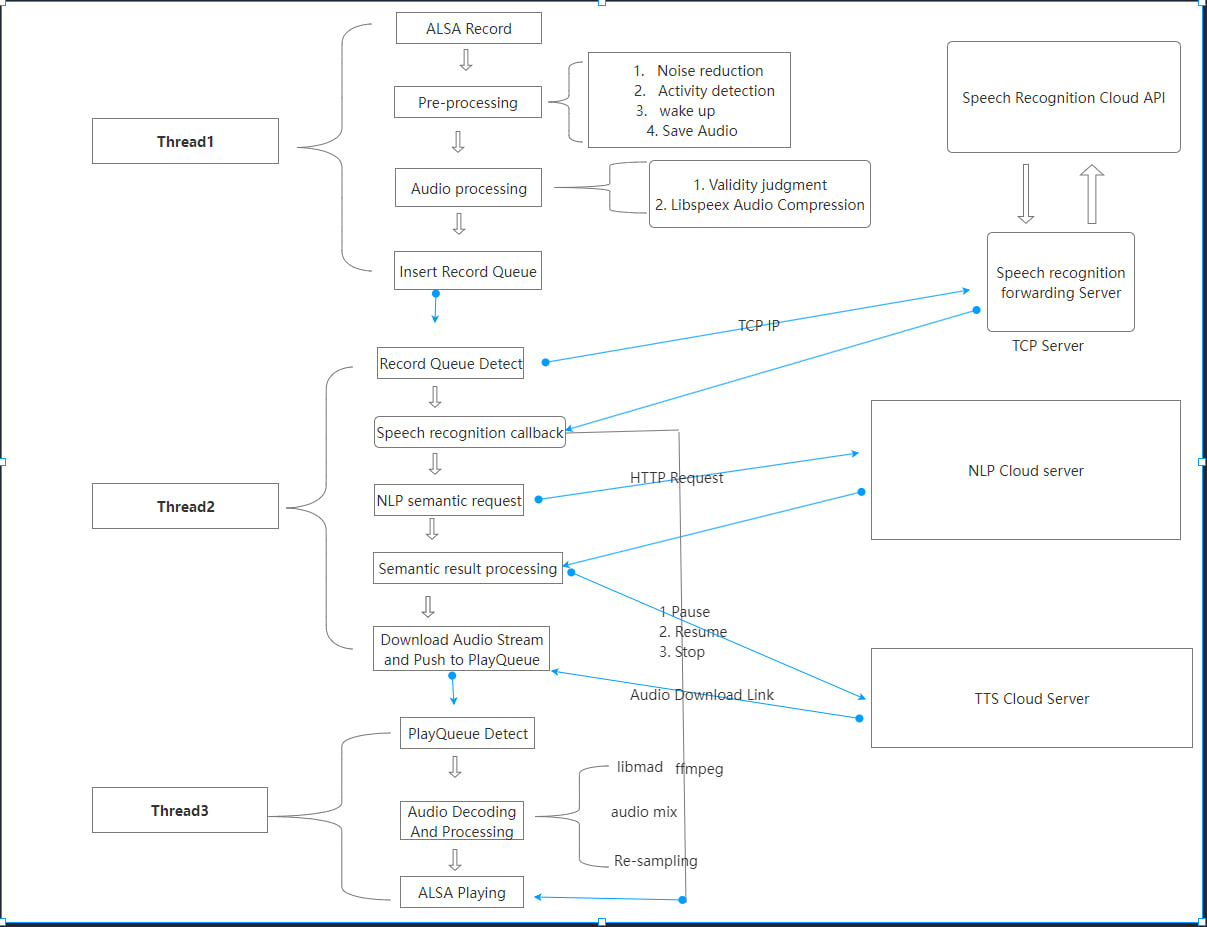 ALSA Record
Pre-processing
1. Noise reduction
2. Activity detection
3. wake up
4. Save Audio
Speech Recognition Cloud API
Thread1
Audio processing
1. Validity judgment
2. Libspeex Audio Compression
Insert Record Queue
Speech recognition
forwarding Server
TCP IP
TCP Server
Record Queue Detect
Speech recognition callback
NLP Cloud server
HTTP Request
Thread2
NLP semantic request
Semantic result processing
1 Pause
2. Resume
3. Stop
Download Audio Stream
and Push to PlayQueue
Audio Download Link
TTS Cloud Server
PlayQueue Detect
libmad ffmpeg
Thread3
Audio Decoding
And Processing
audio mix
Re-sampling
ALSA Playing